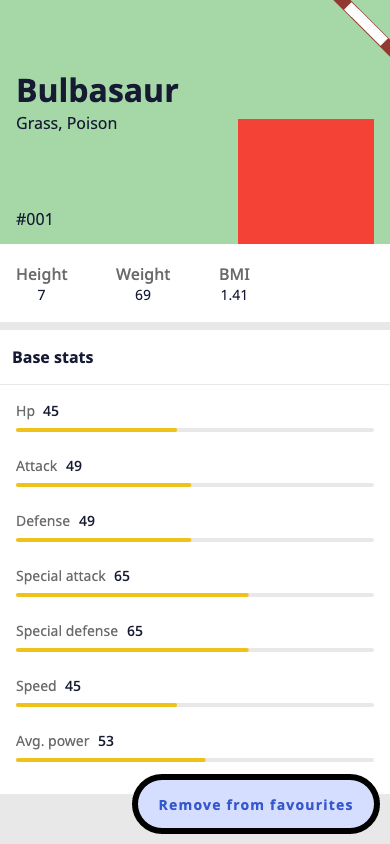 Bulbasaur
Grass, Poison
#001
Height Weight BMI
7 69 1.41
Base stats
Hp 45
Attack 49
Defense 49
Special attack 65
Special defense 65
Speed 45
Avg. power 53
Remove from favourites